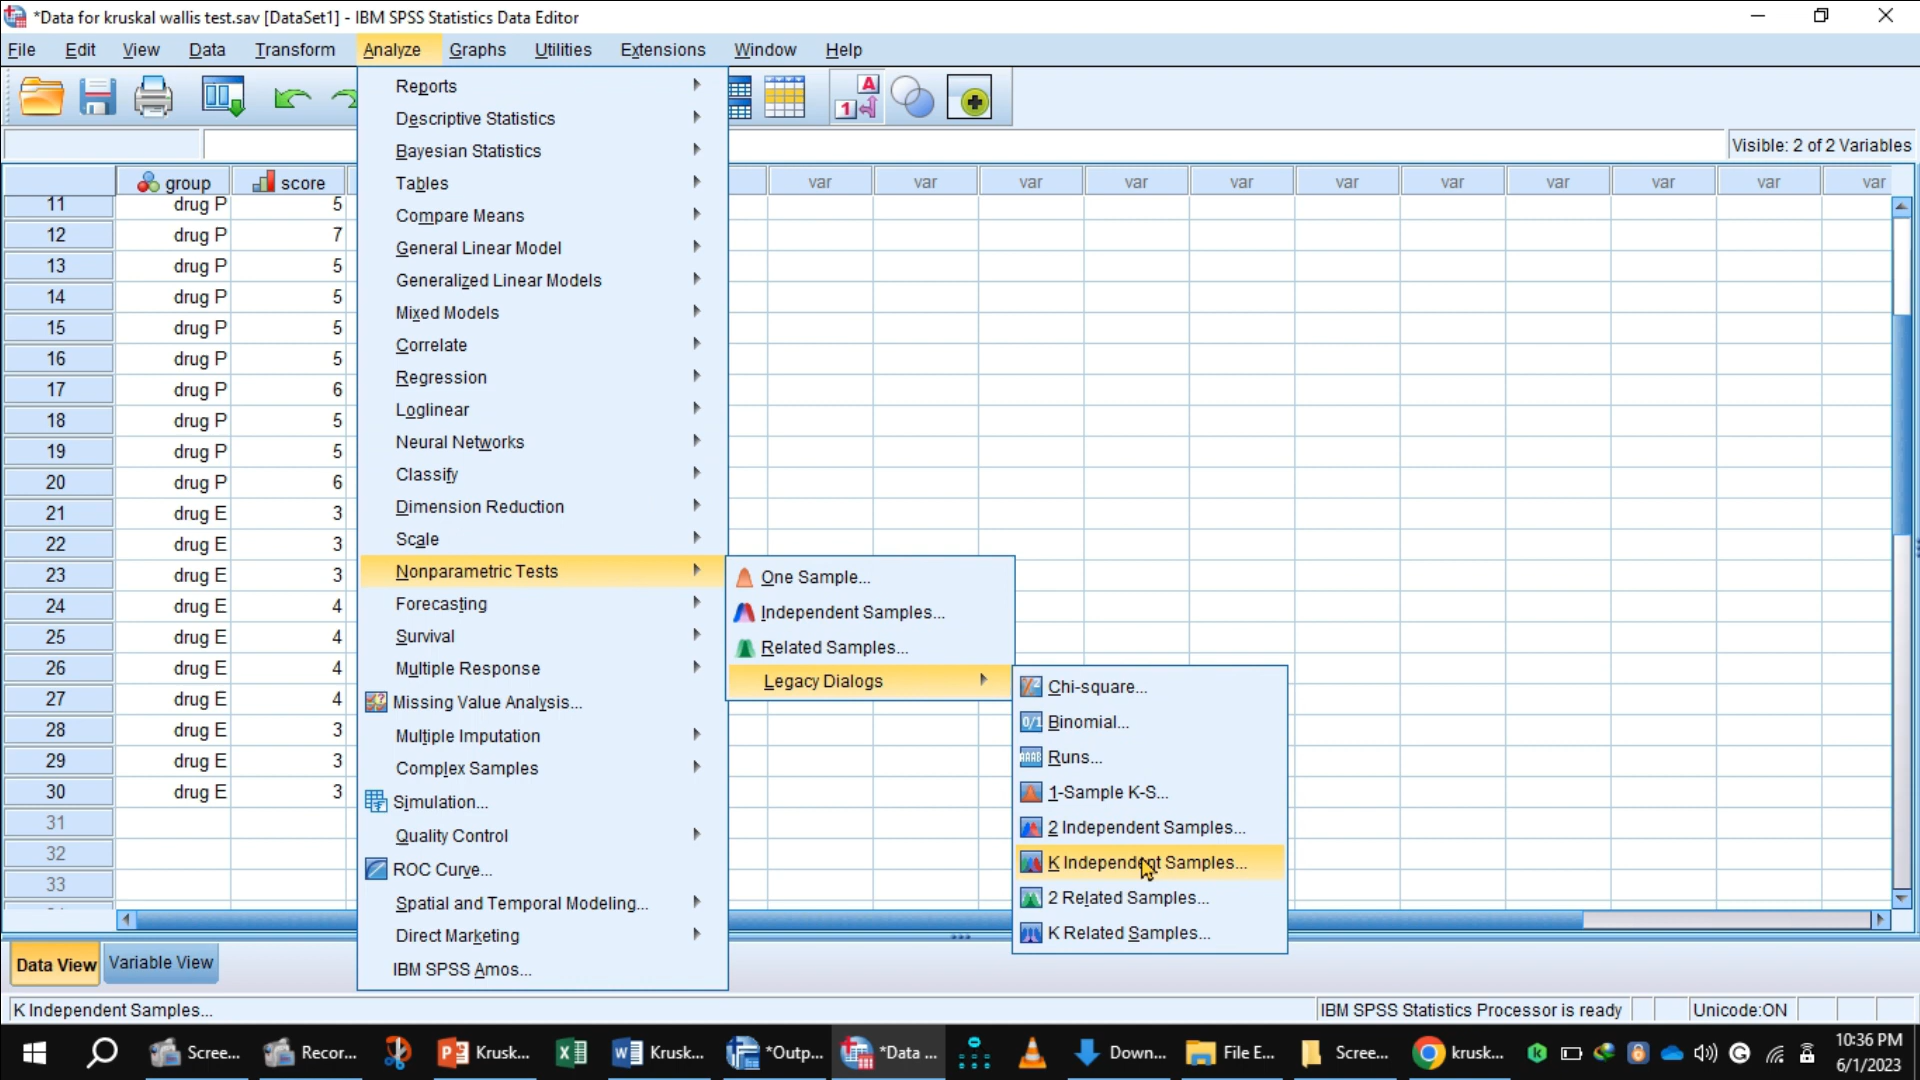 *Data for kruskal wallis test.sav [DataSet1] - IBM SPSS Statistics Data Editor
File Edit View Data Transform Analyze Graphs Utilities Extensions Window Help
A
1
Visible: 2 of 2 Variables
group score var var var var var var var var var var var
11 drug P 5
12 drug P 7
13 drug P 5
14 drug P 5
15 drug P 5
16 drug P 5
17 drug P 6
18 drug P 5
19 drug P 5
20 drug P 6
21 drug E 3
22 drug E 3
23 drug E 3
24 drug E 4
25 drug E 4
26 drug E 4
27 drug E 4
28 drug E 3
29 drug E 3
30 drug E 3
31
32
33
Reports
Descriptive Statistics
Bayesian Statistics
Tables
Compare Means
General Linear Model
Generalized Linear Models
Mixed Models
Correlate
Regression
Loglinear
Neural Networks
Classify
Dimension Reduction
Scale
Nonparametric Tests
Forecasting
Survival
Multiple Response
Missing Value Analysis...
Multiple Imputation
Complex Samples
Simulation...
Quality Control
ROC Curve...
Spatial and Temporal Modeling...
Direct Marketing
IBM SPSS Amos...
One Sample...
Independent Samples...
Related Samples...
Legacy Dialogs
Chi-square...
0/1 Binomial...
AAAB Runs...
1-Sample K-S...
2 Independent Samples...
K Independent Samples...
2 Related Samples...
K Related Samples...
Data View Variable View
K Independent Samples... IBM SPSS Statistics Processor is ready Unicode:ON
Scree... Recor... Krusk... Krusk... *Outp... *Data ... Down... File E... Scree... krusk... 10:36 PM
6/1/2023